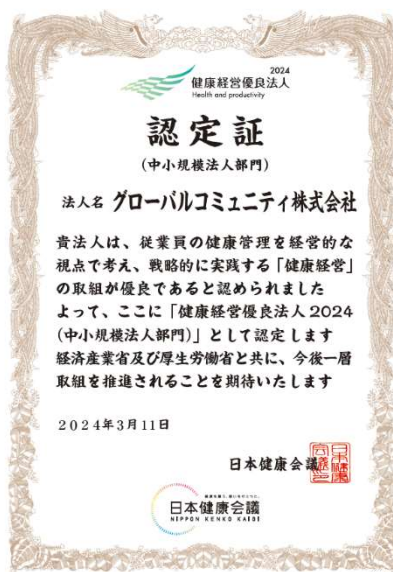 2024
健康経営優良法人
Health and productivity
認定証
(中小規模法人部門)
法人名 グローバルコミュニティ株式会社
貴法人は、従業員の健康管理を経営的な
視点で考え、戦略的に実践する「健康経営」
の取組が優良であると認められました
よって、ここに「健康経営優良法人2024
(中小規模法人部門)」として認定します
経済産業省及び厚生労働省と共に、今後一層
取組を推進されることを期待いたします
2024年3月11日
日本健康会議
日本健康会議
NIPPON KENKO KAIGI